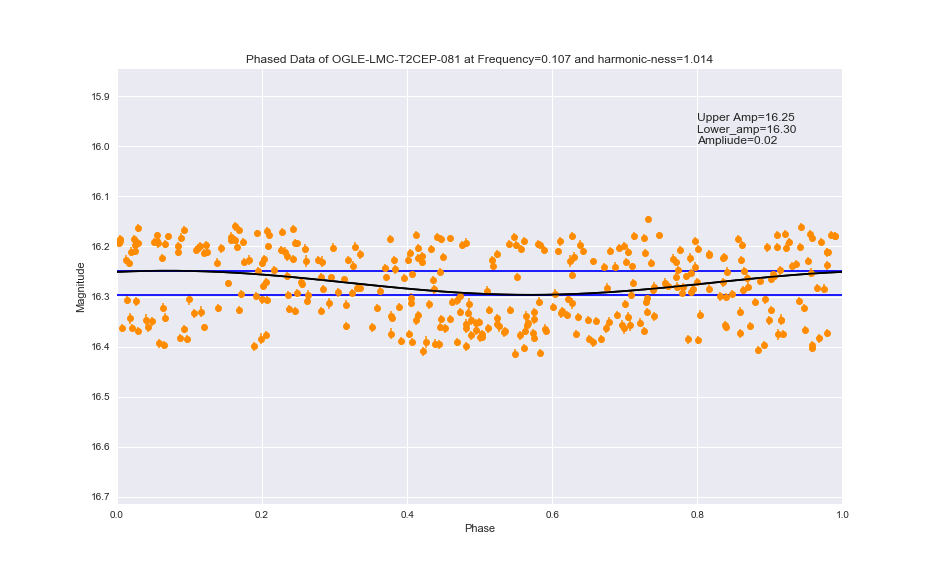 Phased Data of OGLE-LMC-T2CEP-081 at Frequency=0.107 and harmonic-ness=1.014
Upper Amp=16.25
Lower_amp=16.30
Ampliude=0.02
15.9
16.0
16.1
16.2
16.3
16.4
16.5
16.6
16.7
Magnitude
0.0 0.2 0.4 0.6 0.8 1.0
Phase